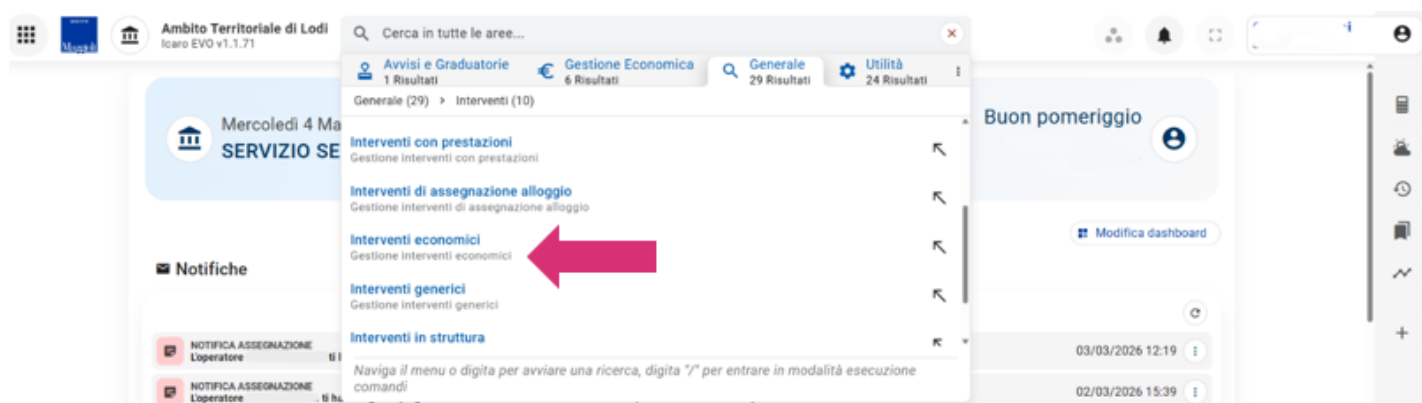 Maggioli
Ambito Territoriale di Lodi
Icaro EVO v1.1.71
Cerca in tutte le aree...
Avvisi e Graduatorie
1 Risultati
Gestione Economica
6 Risultati
Generale
29 Risultati
Utilità
24 Risultati
Generale (29) > Interventi (10)
Mercoledì 4 Ma
SERVIZIO SE
Buon pomeriggio
Interventi con prestazioni
Gestione interventi con prestazioni
Interventi di assegnazione alloggio
Gestione interventi di assegnazione alloggio
Interventi economici
Gestione interventi economici
Interventi generici
Gestione interventi generici
Interventi in struttura
Naviga il menu o digita per avviare una ricerca, digita "/" per entrare in modalità esecuzione
comandi
Modifica dashboard
Notifiche
NOTIFICA ASSEGNAZIONE
L'operatore ti
03/03/2026 12:19
NOTIFICA ASSEGNAZIONE
L'operatore . ti hu
02/03/2026 15:39